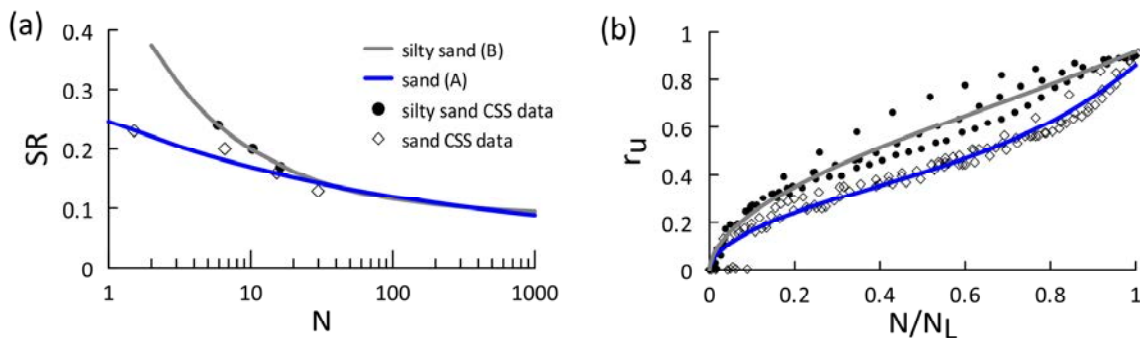 (a)
SR
0.4
0.3
0.2
0.1
0
silty sand (B)
sand (A)
silty sand CSS data
sand CSS data
1
10
100
1000
N
(b)
ru
1
0.8
0.6
0.4
0.2
0
0
0.2
0.4
0.6
0.8
1
N/NL